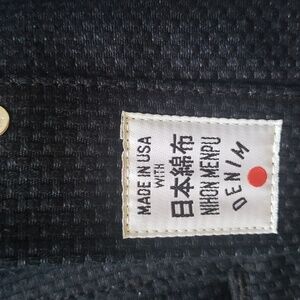 MADE IN USA
WITH
日本綿布
NIHON MENPU
DENIM